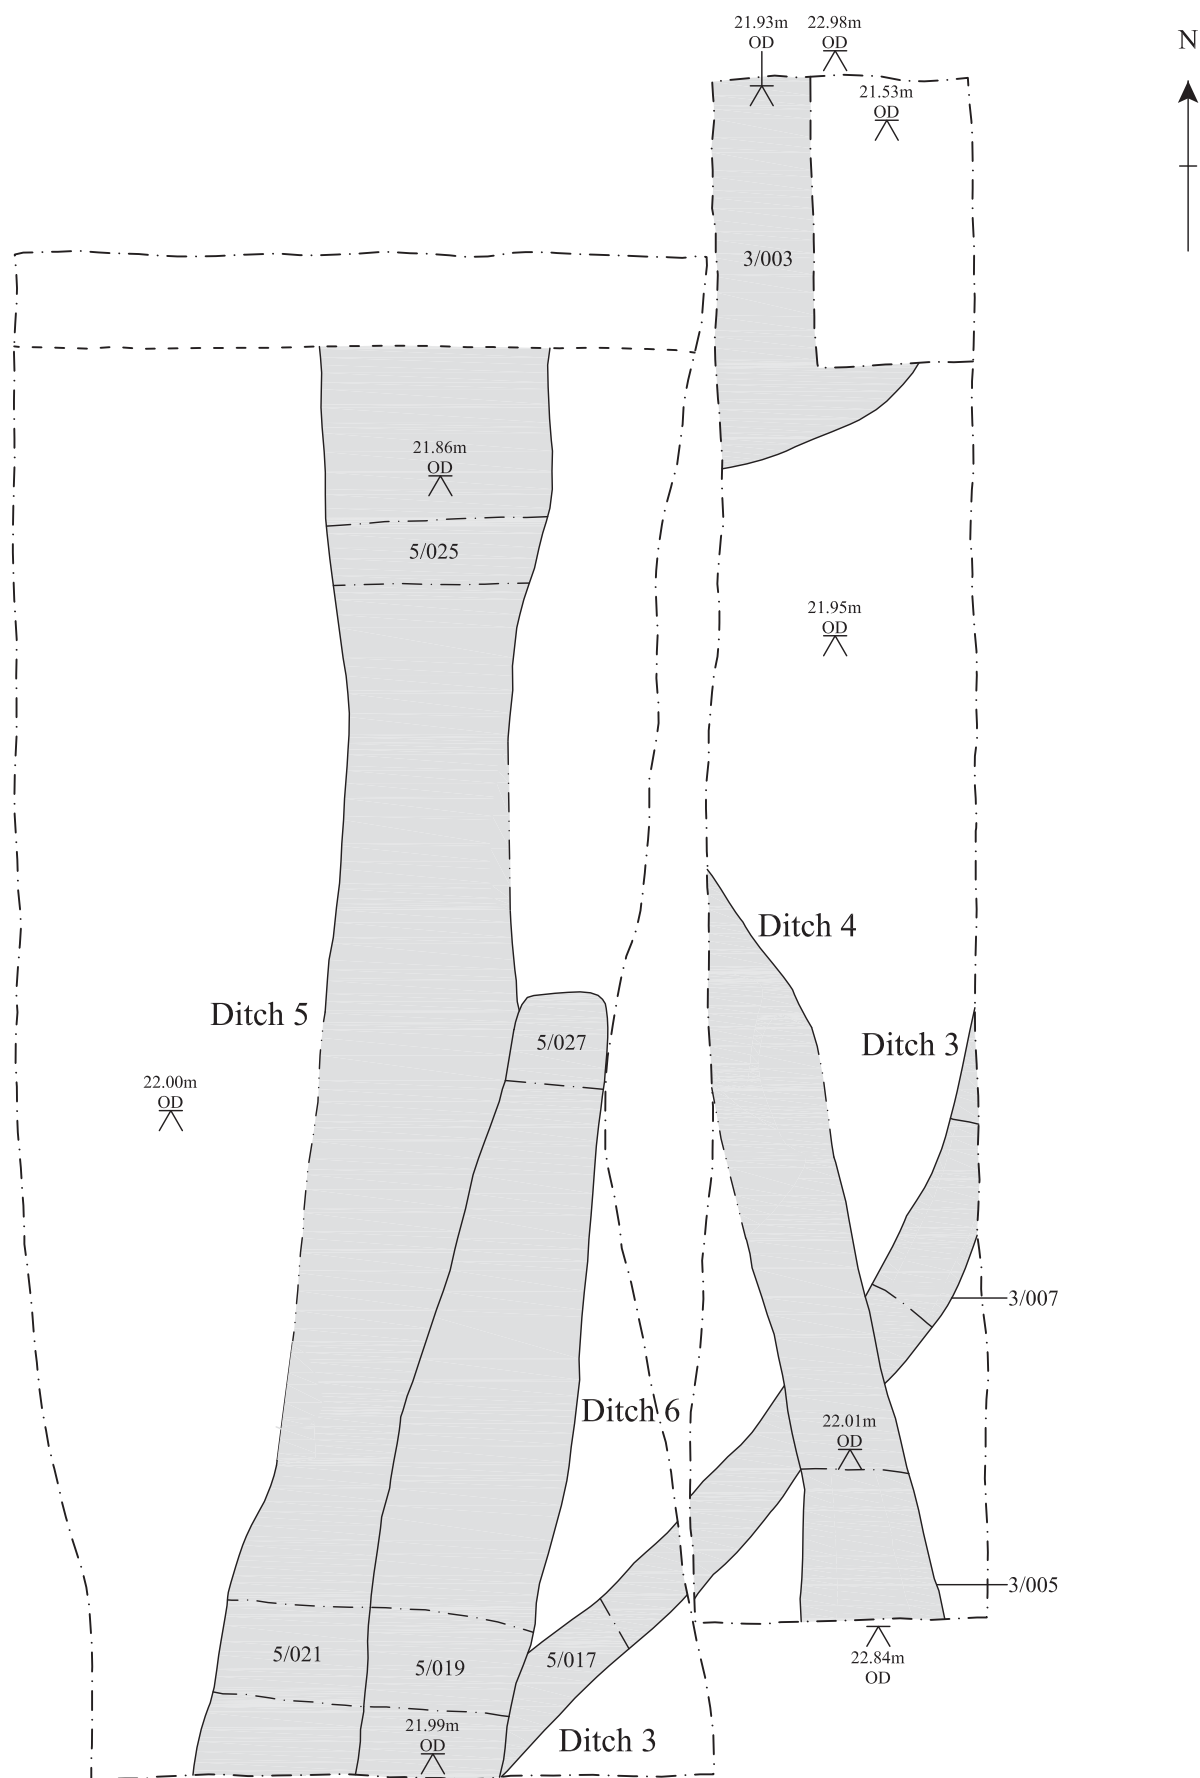 21.93m
OD
22.98m
OD
N
21.53m
OD
3/003
21.86m
OD
5/025
21.95m
OD
Ditch 4
Ditch 5
Ditch 3
5/027
22.00m
OD
3/007
Ditch 6
22.01m
OD
3/005
5/021
5/019
5/017
22.84m
OD
21.99m
OD
Ditch 3